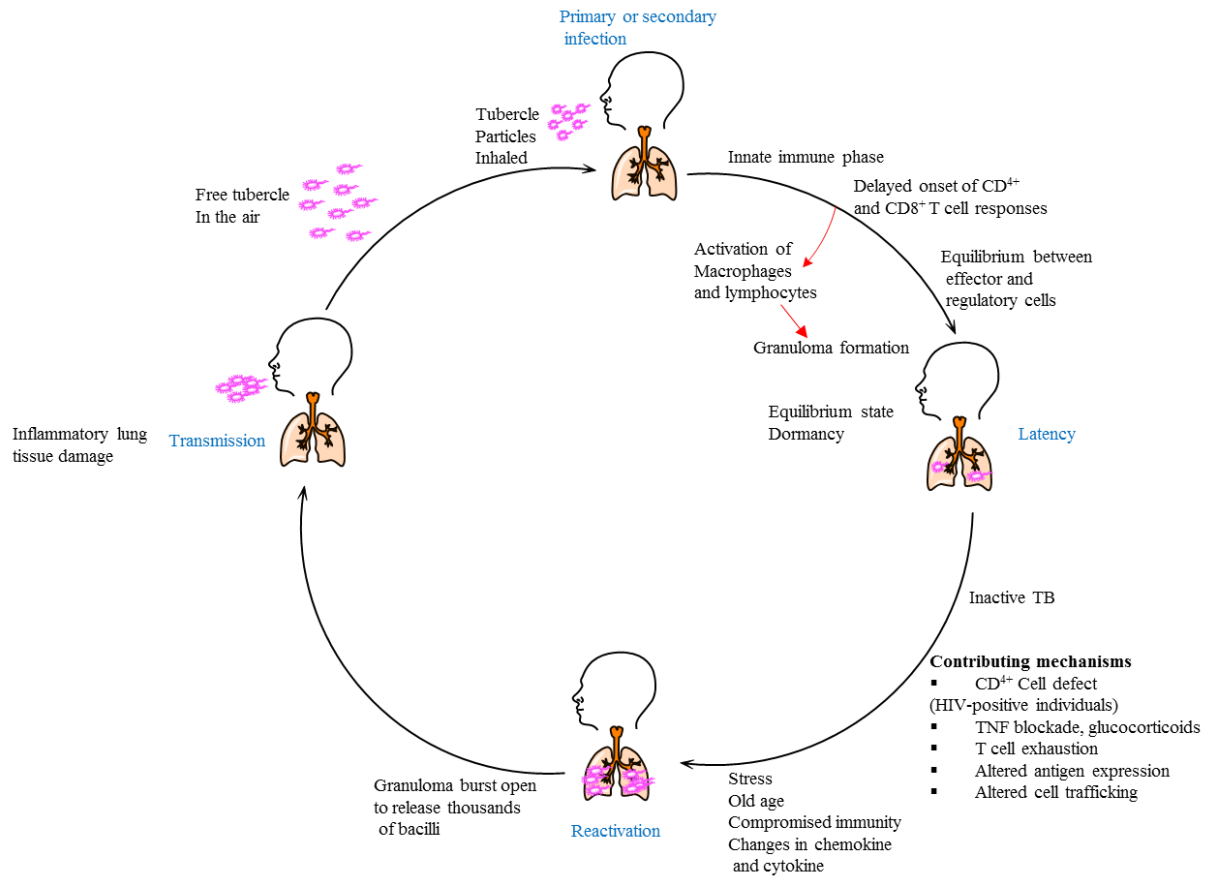 Primary or secondary
infection
Tubercle
Particles
Inhaled
Innate immune phase
Delayed onset of CD⁴⁺
and CD8⁺ T cell responses
Free tubercle
In the air
Activation of
Macrophages
and lymphocytes
Equilibrium between
effector and
regulatory cells
Granuloma formation
Equilibrium state
Dormancy
Latency
Inflammatory lung
tissue damage
Transmission
Inactive TB
Contributing mechanisms
▪ CD⁴⁺ Cell defect
(HIV-positive individuals)
▪ TNF blockade, glucocorticoids
▪ T cell exhaustion
▪ Altered antigen expression
▪ Altered cell trafficking
Stress
Old age
Compromised immunity
Changes in chemokine
and cytokine
Granuloma burst open
to release thousands
of bacilli
Reactivation